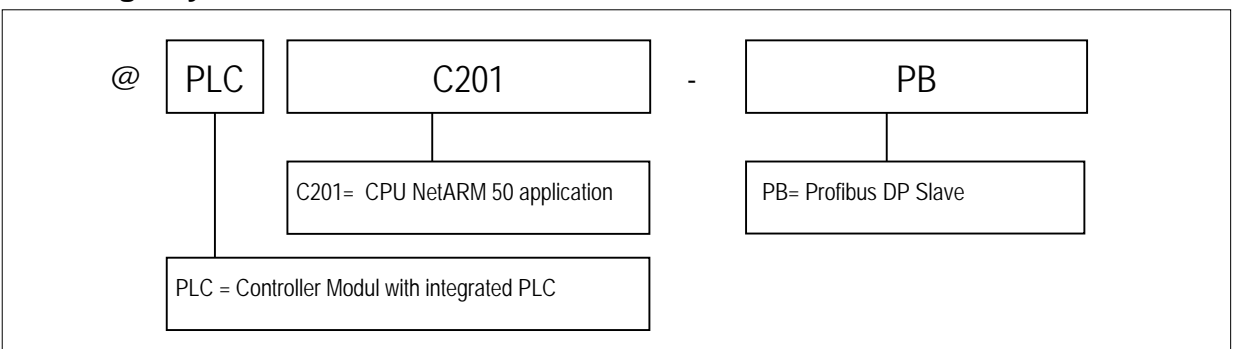 @ PLC C201 - PB
C201= CPU NetARM 50 application
PB= Profibus DP Slave
PLC = Controller Modul with integrated PLC